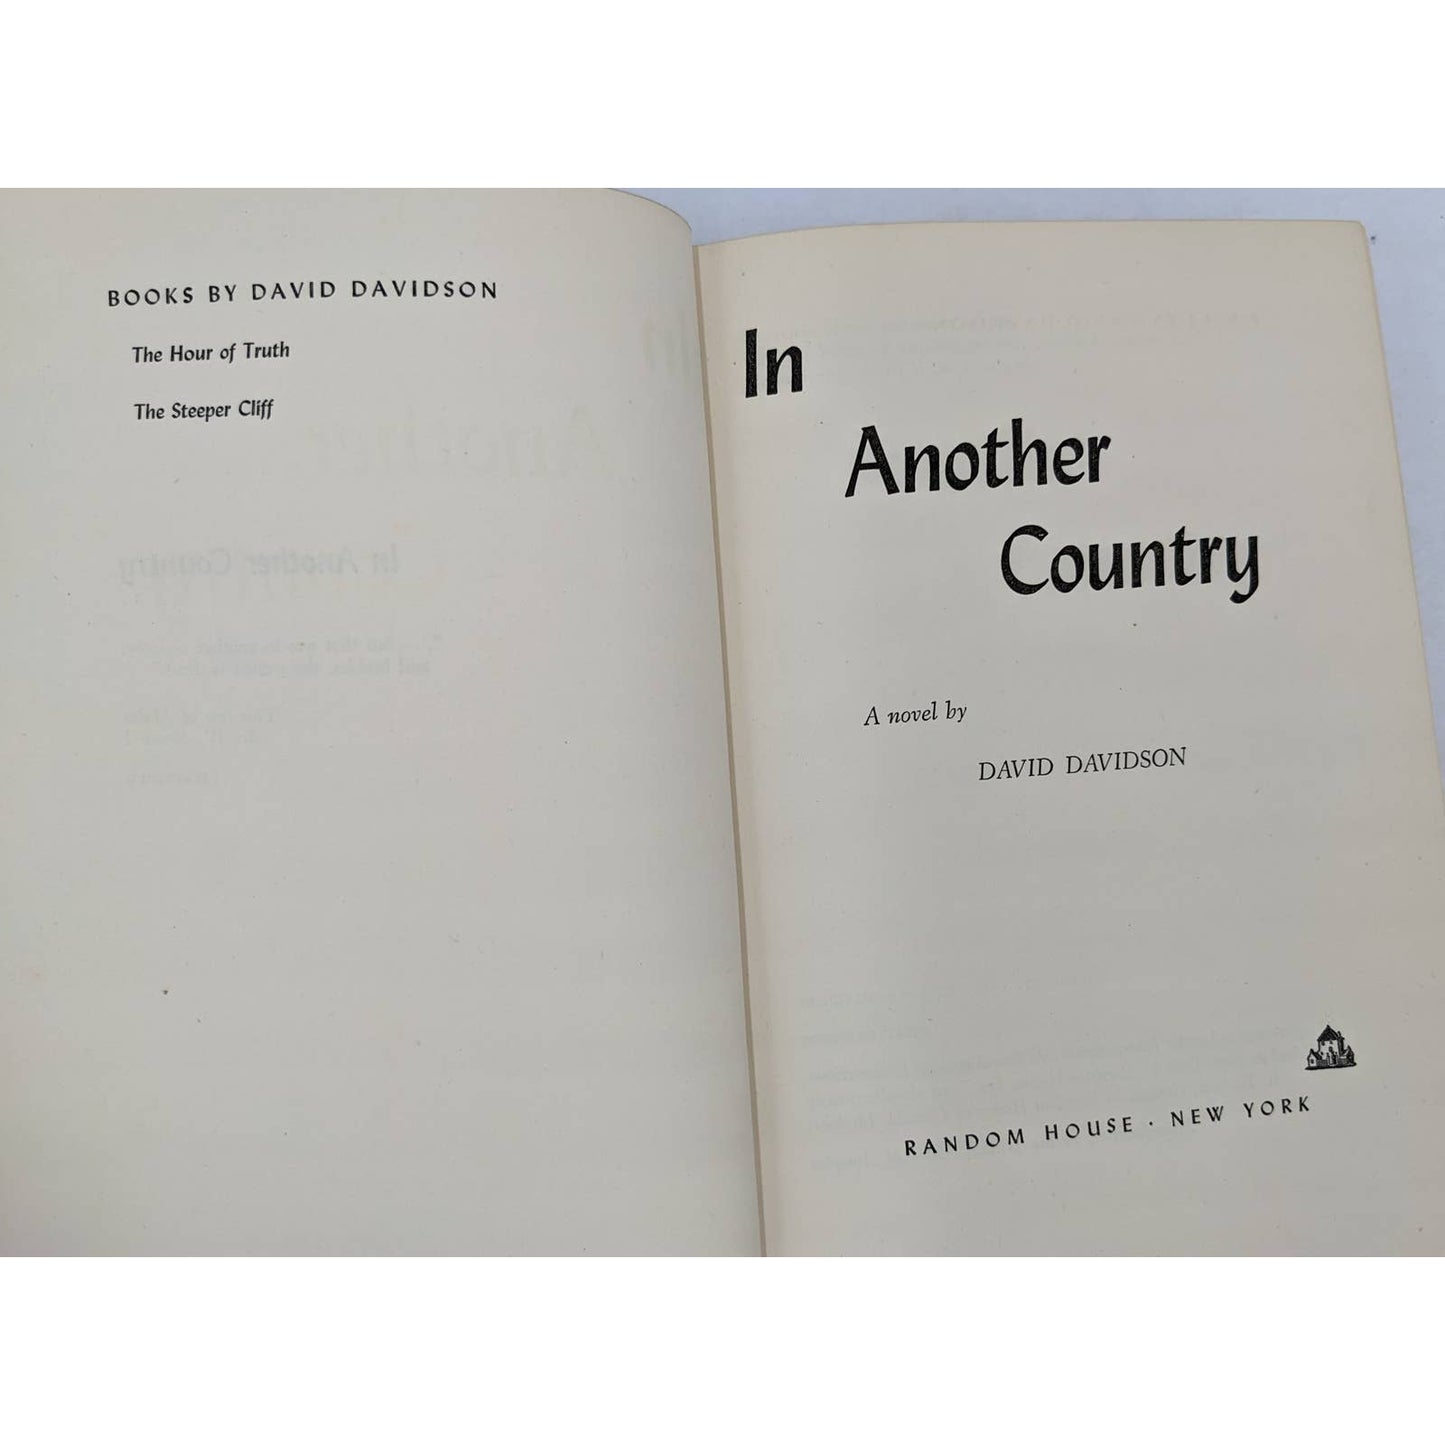 BOOKS BY DAVID DAVIDSON
The Hour of Truth
The Steeper Cliff
In
Another
Country
A novel by
DAVID DAVIDSON
RANDOM HOUSE · NEW YORK